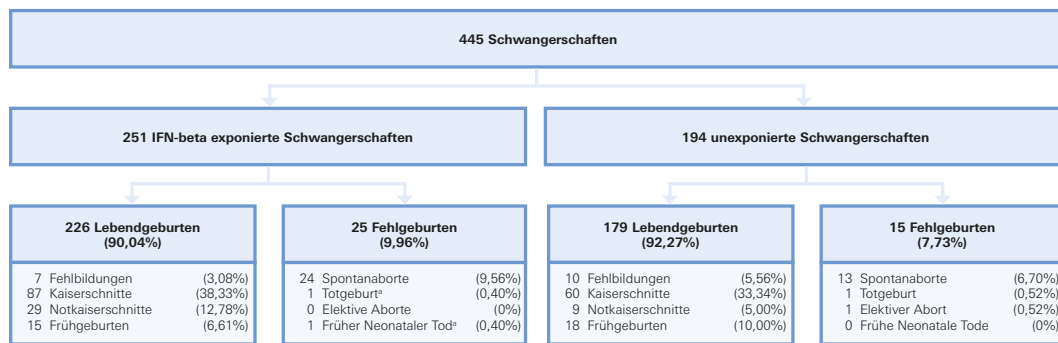 445 Schwangerschaften
251 IFN-beta exponierte Schwangerschaften
194 unexponierte Schwangerschaften
226 Lebendgeburten
(90,04%)
7 Fehlbildungen (3,08%)
87 Kaiserschnitte (38,33%)
29 Notkaiserschnitte (12,78%)
15 Frühgeburten (6,61%)
25 Fehlgeburten
(9,96%)
24 Spontanaborte (9,56%)
1 Totgeburtᵃ (0,40%)
0 Elektive Aborte (0%)
1 Früher Neonataler Todᵃ (0,40%)
179 Lebendgeburten
(92,27%)
10 Fehlbildungen (5,56%)
60 Kaiserschnitte (33,34%)
9 Notkaiserschnitte (5,00%)
18 Frühgeburten (10,00%)
15 Fehlgeburten
(7,73%)
13 Spontanaborte (6,70%)
1 Totgeburt (0,52%)
1 Elektiver Abort (0,52%)
0 Frühe Neonatale Tode (0%)